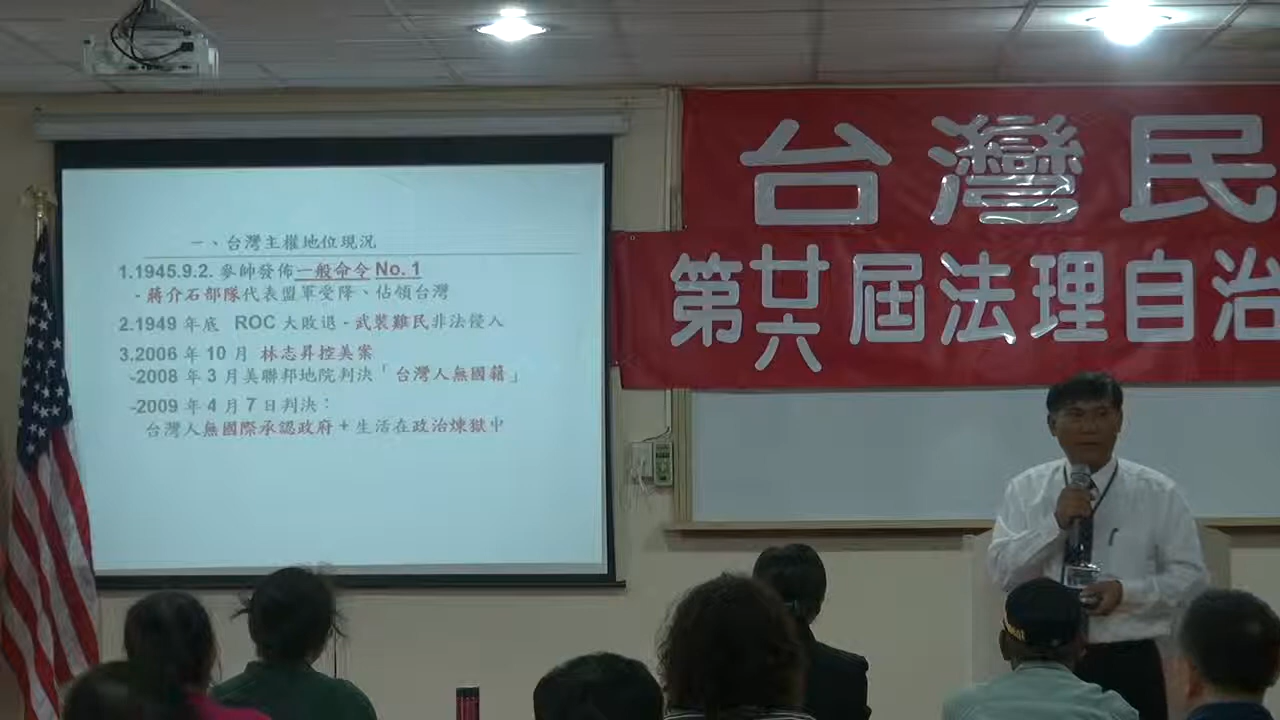 台灣民
第廿六屆法理自治
一、台灣主權地位現況
1.1945.9.2. 麥帥發佈一般命令 No. 1
- 蔣介石部隊代表盟軍受降、佔領台灣
2.1949 年底 ROC 大敗退 - 武裝難民非法侵入
3.2006 年 10 月 林志昇控美案
-2008 年 3 月美聯邦地院判決「台灣人無國籍」
-2009 年 4 月 7 日判決：
台灣人無國際承認政府 + 生活在政治煉獄中